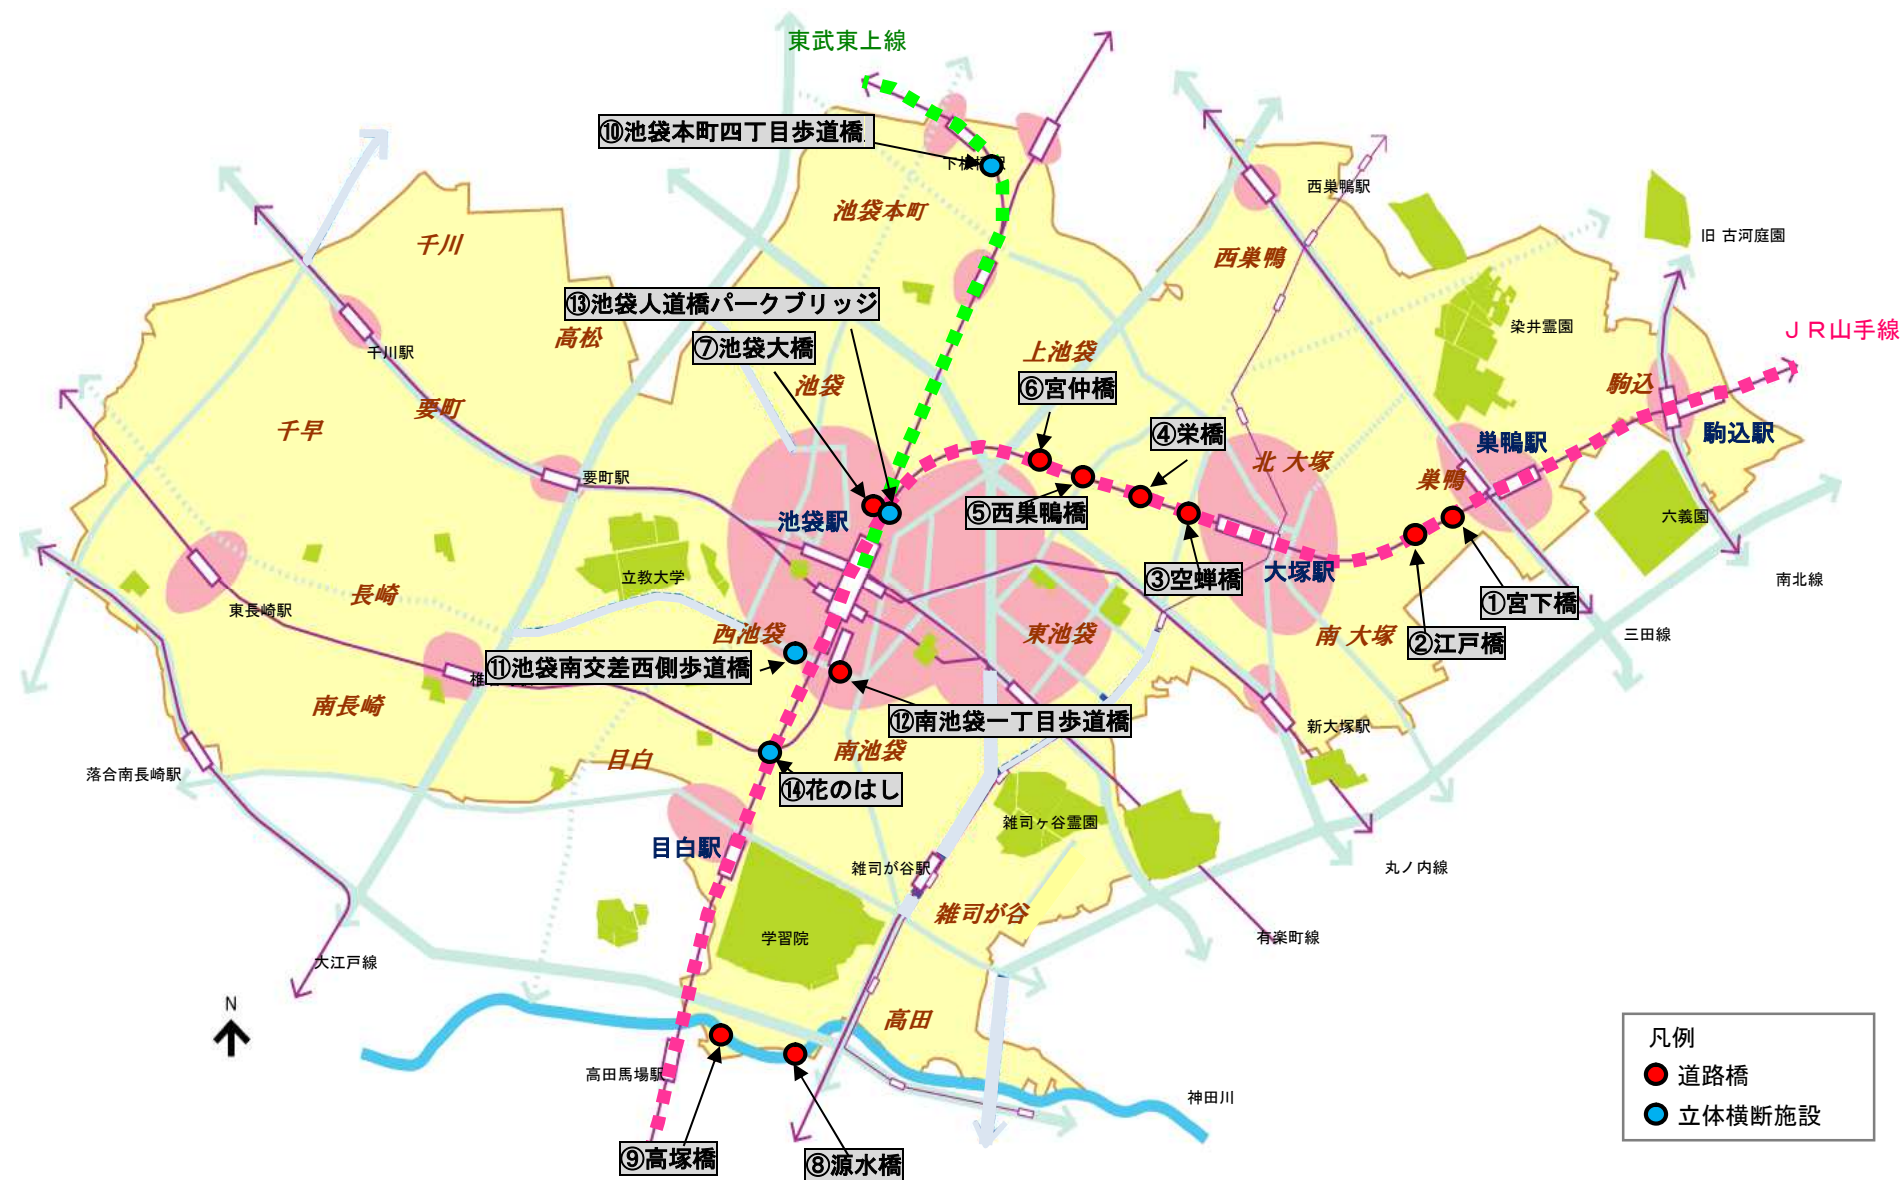 東武東上線
⑩池袋本町四丁目歩道橋
池袋本町
西巣鴨駅
旧 古河庭園
千川
西巣鴨
⑬池袋人道橋パークブリッジ
高松
千川駅
⑦池袋大橋
上池袋
染井霊園
JR山手線
池袋
⑥宮仲橋
駒込
千早
要町
④栄橋
巣鴨駅
駒込駅
要町駅
北 大塚
巣鴨
池袋駅
⑤西巣鴨橋
六義園
立教大学
③空蝉橋
大塚駅
南北線
東長崎駅
長崎
①宮下橋
西池袋
東池袋
南 大塚
②江戸橋
三田線
⑪池袋南交差西側歩道橋
南長崎
⑫南池袋一丁目歩道橋
新大塚駅
目白
南池袋
落合南長崎駅
⑭花のはし
雑司ヶ谷霊園
目白駅
雑司が谷駅
丸ノ内線
雑司が谷
学習院
有楽町線
大江戸線
N
高田
凡例
高田馬場駅
道路橋
神田川
立体横断施設
⑨高塚橋
⑧源水橋